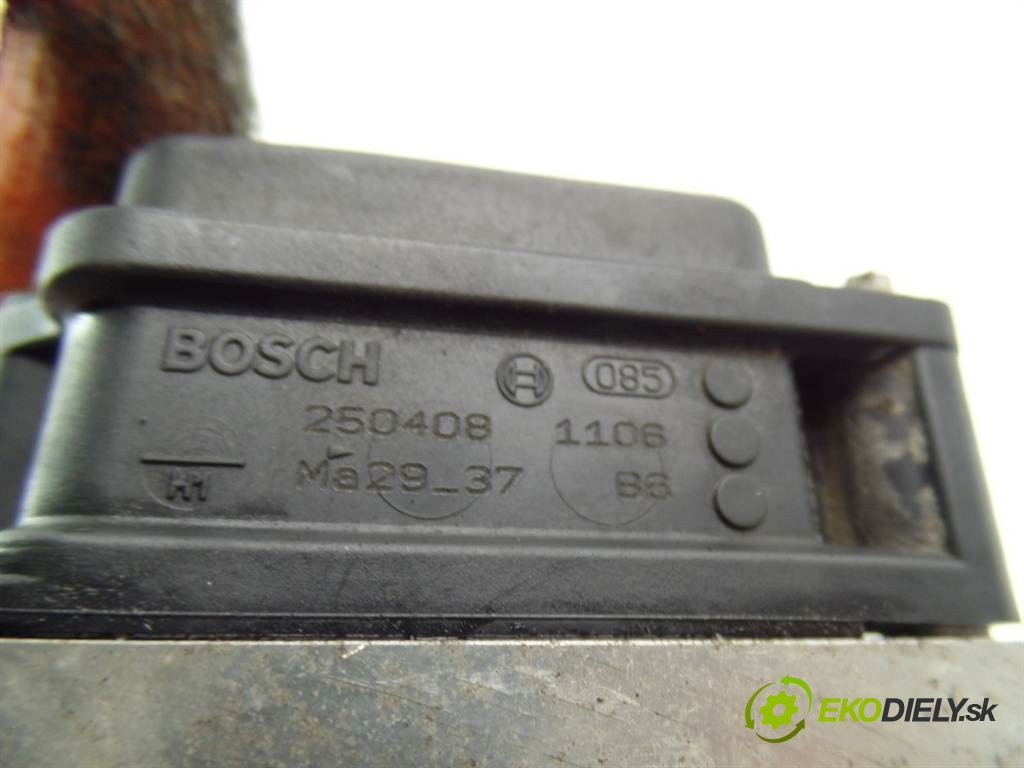 BOSCH 085
250408 1106
Ma29_37 B6
H1
EKODIELY.sk